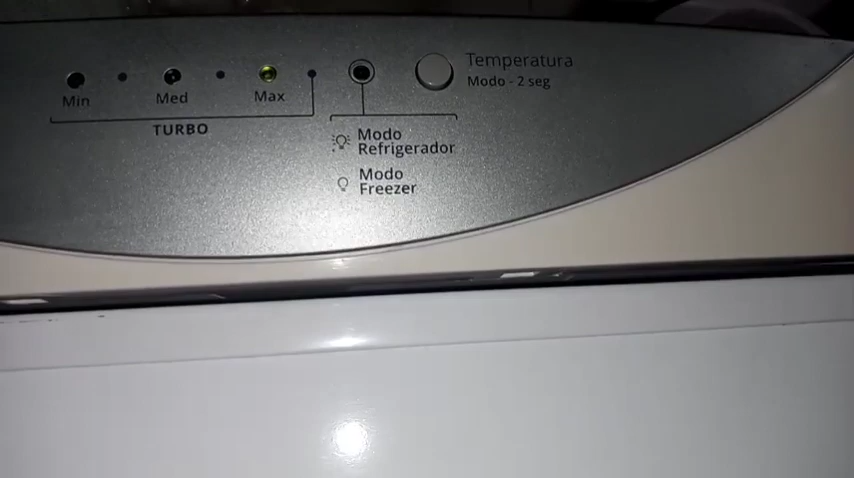 Temperatura
Modo - 2 seg
Min
Med
Max
TURBO
Modo
Refrigerador
Modo
Freezer